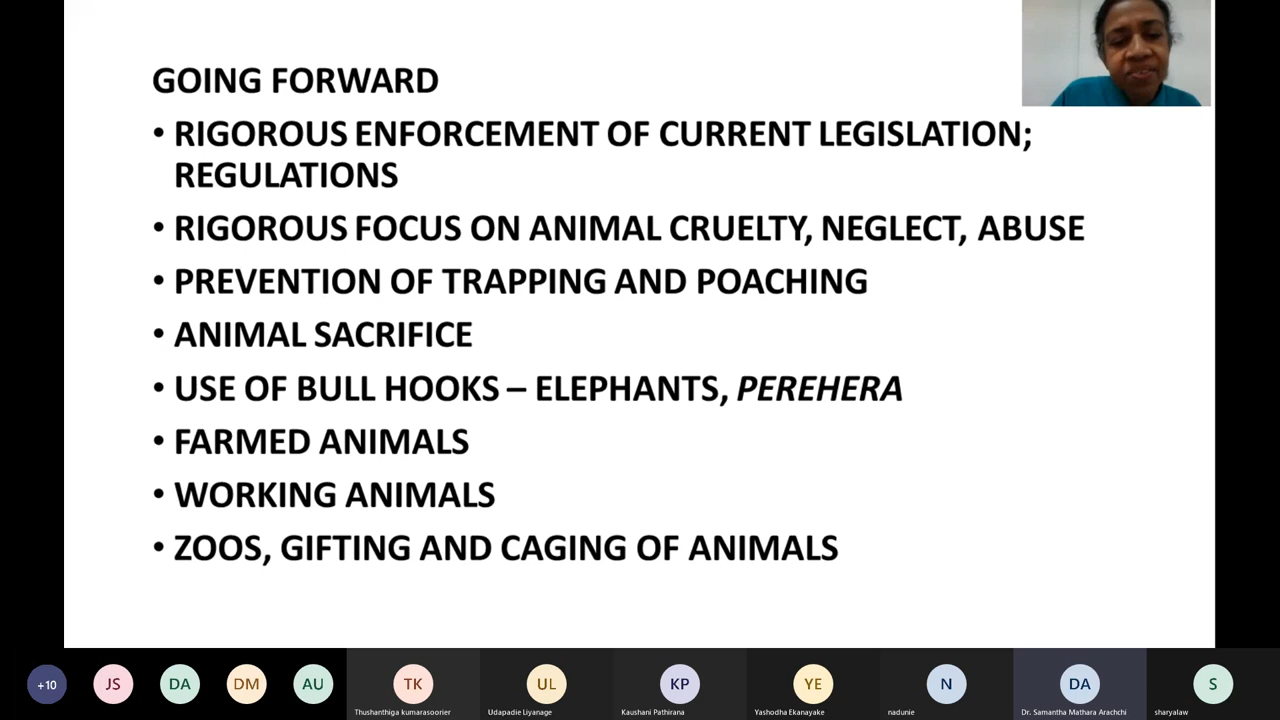 GOING FORWARD
• RIGOROUS ENFORCEMENT OF CURRENT LEGISLATION;
REGULATIONS
• RIGOROUS FOCUS ON ANIMAL CRUELTY, NEGLECT, ABUSE
• PREVENTION OF TRAPPING AND POACHING
• ANIMAL SACRIFICE
• USE OF BULL HOOKS – ELEPHANTS, PEREHERA
• FARMED ANIMALS
• WORKING ANIMALS
• ZOOS, GIFTING AND CAGING OF ANIMALS
+10 JS DA DM AU TK UL KP YE N DA S
Thushanthiga kumarasoorier Udapadie Liyanage Kaushani Pathirana Yashodha Ekanayake nadunie Dr. Samantha Mathara Arachchi sharyalaw